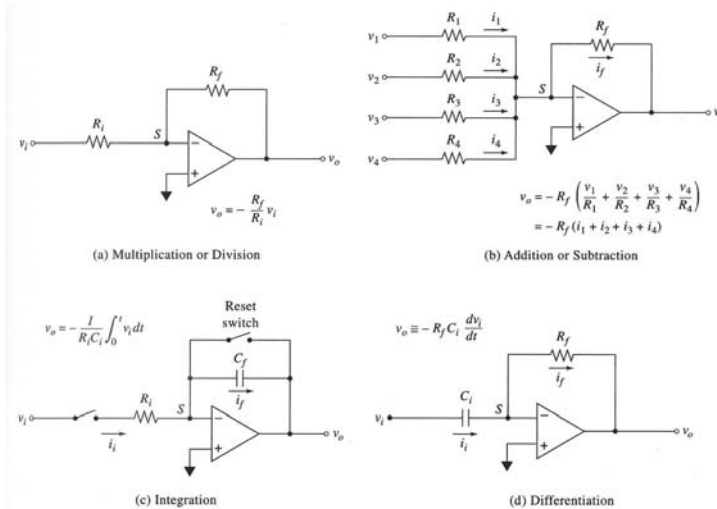 R_f
R_i
S
v_i
−
+
v_o
v_o = − R_f/R_i v_i
(a) Multiplication or Division
R_1 i_1
v_1
R_2 i_2
v_2
R_3 i_3
v_3
R_4 i_4
v_4
R_f
i_f
S
−
+
v
v_o = − R_f (v_1/R_1 + v_2/R_2 + v_3/R_3 + v_4/R_4)
= − R_f (i_1 + i_2 + i_3 + i_4)
(b) Addition or Subtraction
v_o = − 1/(R_i C_i) ∫_0^t v_i dt
Reset
switch
C_f
i_f
R_i
S
v_i
i_i
−
+
v_o
(c) Integration
v_o ≅ − R_f C_i dv_i/dt
R_f
i_f
C_i
S
v_i
i_i
−
+
v_o
(d) Differentiation